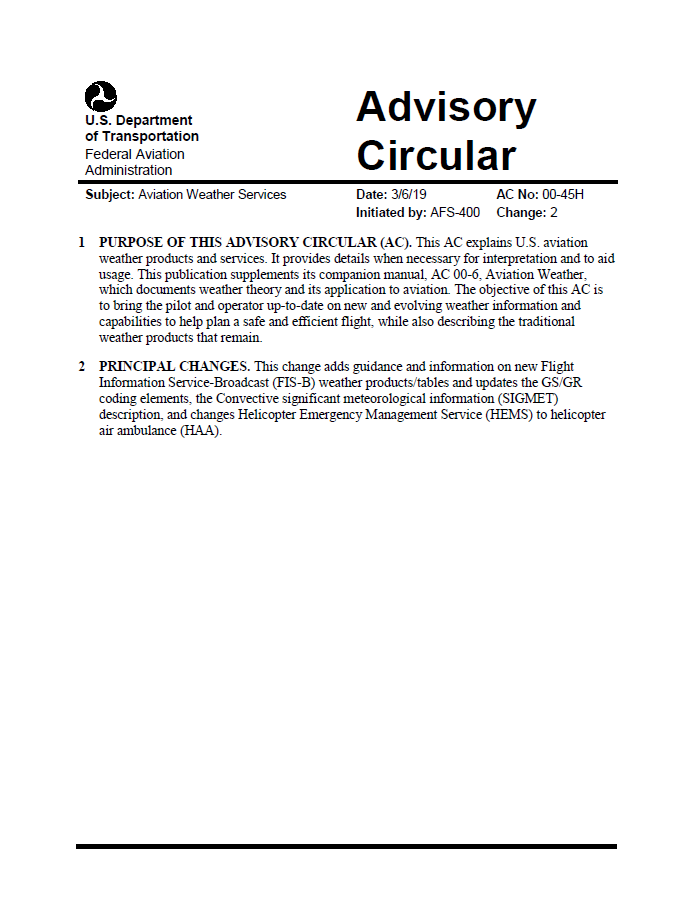 U.S. Department
of Transportation
Federal Aviation
Administration
Advisory
Circular
Subject: Aviation Weather Services
Date: 3/6/19
AC No: 00-45H
Initiated by: AFS-400
Change: 2
1 PURPOSE OF THIS ADVISORY CIRCULAR (AC). This AC explains U.S. aviation
weather products and services. It provides details when necessary for interpretation and to aid
usage. This publication supplements its companion manual, AC 00-6, Aviation Weather,
which documents weather theory and its application to aviation. The objective of this AC is
to bring the pilot and operator up-to-date on new and evolving weather information and
capabilities to help plan a safe and efficient flight, while also describing the traditional
weather products that remain.
2 PRINCIPAL CHANGES. This change adds guidance and information on new Flight
Information Service-Broadcast (FIS-B) weather products/tables and updates the GS/GR
coding elements, the Convective significant meteorological information (SIGMET)
description, and changes Helicopter Emergency Management Service (HEMS) to helicopter
air ambulance (HAA).